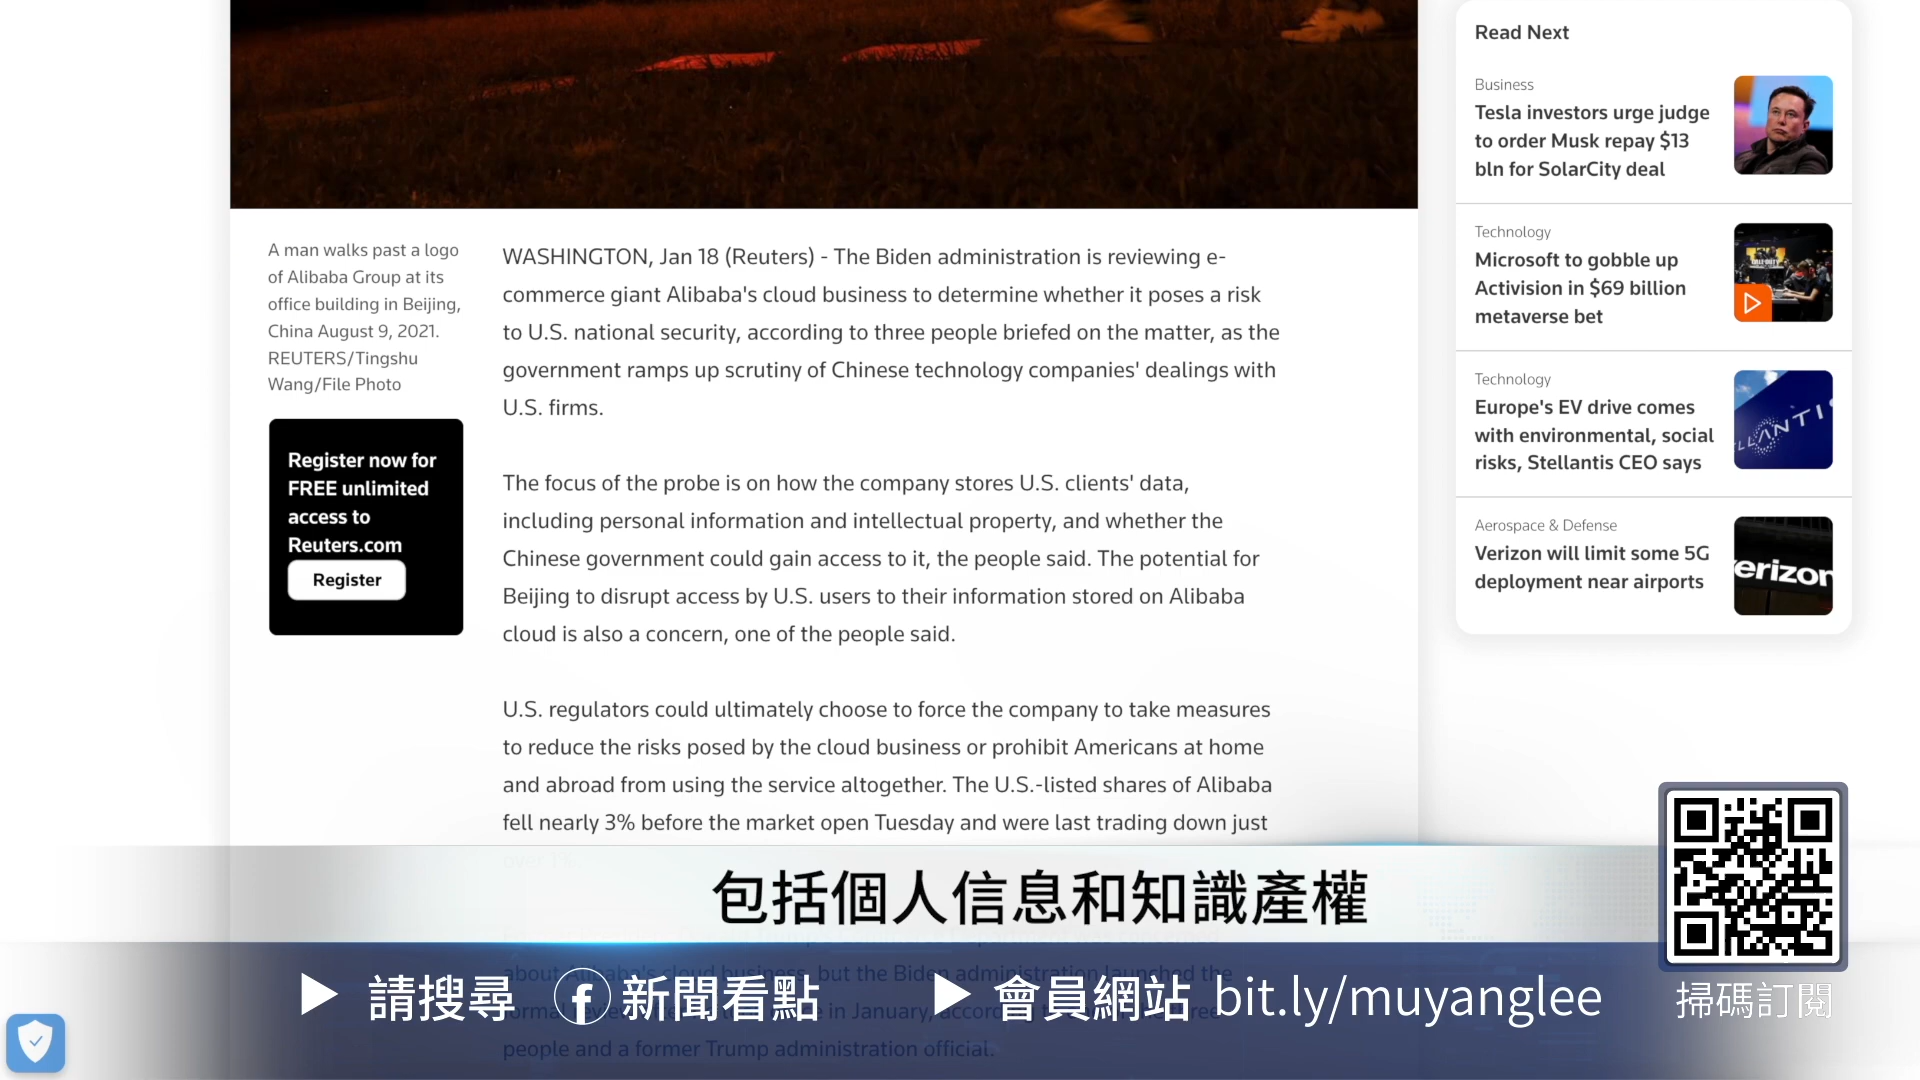 A man walks past a logo
of Alibaba Group at its
office building in Beijing,
China August 9, 2021.
REUTERS/Tingshu
Wang/File Photo
Register now for
FREE unlimited
access to
Reuters.com
Register
WASHINGTON, Jan 18 (Reuters) - The Biden administration is reviewing e-
commerce giant Alibaba's cloud business to determine whether it poses a risk
to U.S. national security, according to three people briefed on the matter, as the
government ramps up scrutiny of Chinese technology companies' dealings with
U.S. firms.
The focus of the probe is on how the company stores U.S. clients' data,
including personal information and intellectual property, and whether the
Chinese government could gain access to it, the people said. The potential for
Beijing to disrupt access by U.S. users to their information stored on Alibaba
cloud is also a concern, one of the people said.
U.S. regulators could ultimately choose to force the company to take measures
to reduce the risks posed by the cloud business or prohibit Americans at home
and abroad from using the service altogether. The U.S.-listed shares of Alibaba
fell nearly 3% before the market open Tuesday and were last trading down just
over
about Alibaba's cloud business, but the Biden administration launched the
in January,
people and a former Trump administration official.
Read Next
Business
Tesla investors urge judge
to order Musk repay $13
bln for SolarCity deal
Technology
Microsoft to gobble up
Activision in $69 billion
metaverse bet
Technology
Europe's EV drive comes
with environmental, social
risks, Stellantis CEO says
Aerospace & Defense
Verizon will limit some 5G
deployment near airports
erizon
包括個人信息和知識產權
請搜尋 f 新聞看點 會員網站 bit.ly/muyanglee
掃碼訂閱